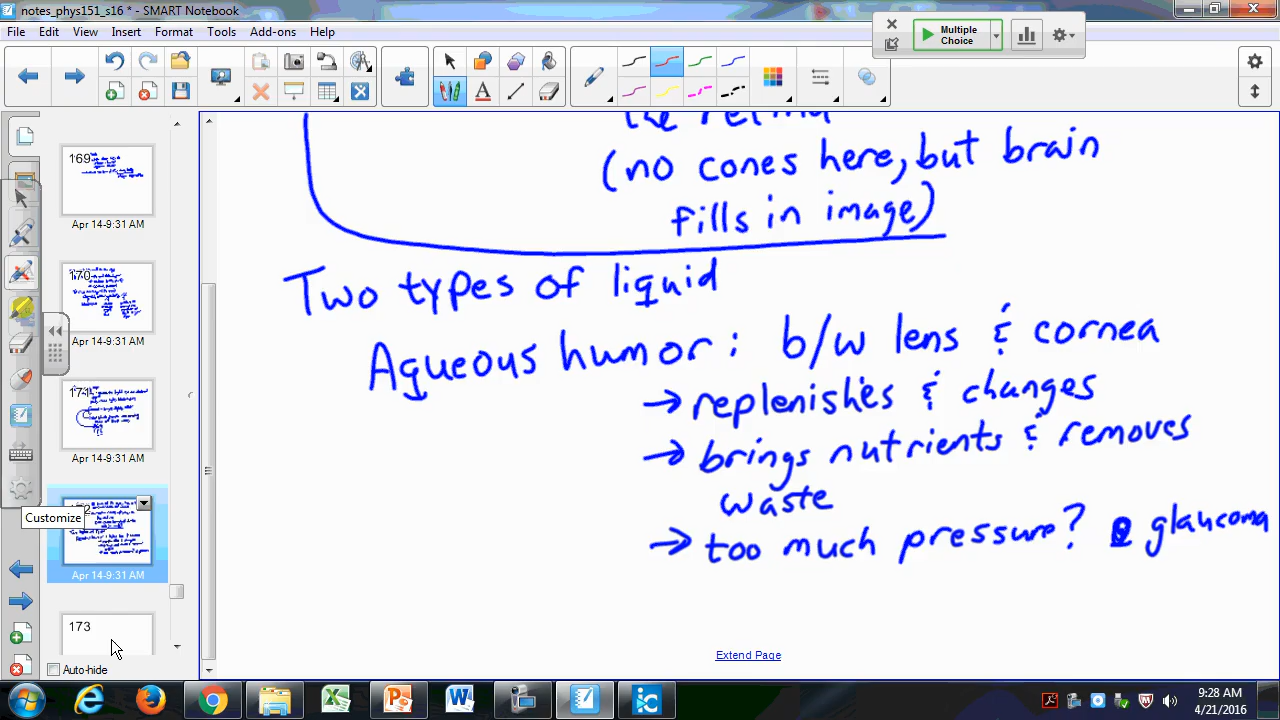 notes_phys151_s16 * - SMART Notebook
File Edit View Insert Format Tools Add-ons Help
Multiple Choice
the retina
(no cones here, but brain
fills in image)
Two types of liquid
Aqueous humor: b/w lens & cornea
→ replenishes & changes
→ brings nutrients & removes
waste
→ too much pressure? glaucoma
Extend Page
169
Apr 14-9:31 AM
170
Apr 14-9:31 AM
171
Apr 14-9:31 AM
Customize
Apr 14-9:31 AM
173
Auto-hide
9:28 AM
4/21/2016